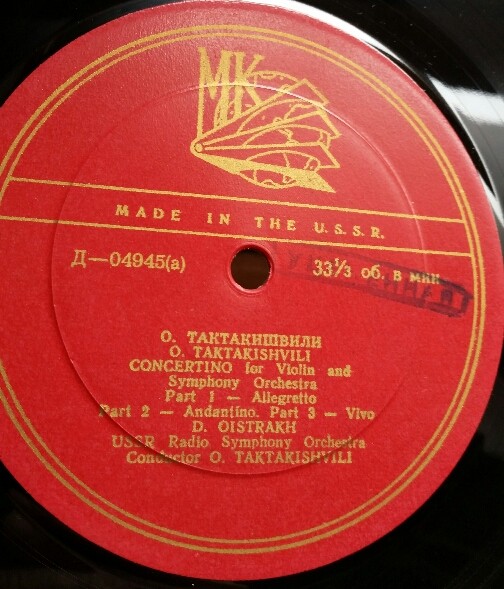 МК
MADE IN THE U.S.S.R.
Д—04945(а)
33⅓ об. в мин
О. ТАКТАКИШВИЛИ
O. TAKTAKISHVILI
CONCERTINO for Violin and
Symphony Orchestra
Part 1 — Allegretto
Part 2 — Andantino. Part 3 — Vivo
D. OISTRAKH
USSR Radio Symphony Orchestra
Conductor O. TAKTAKISHVILI